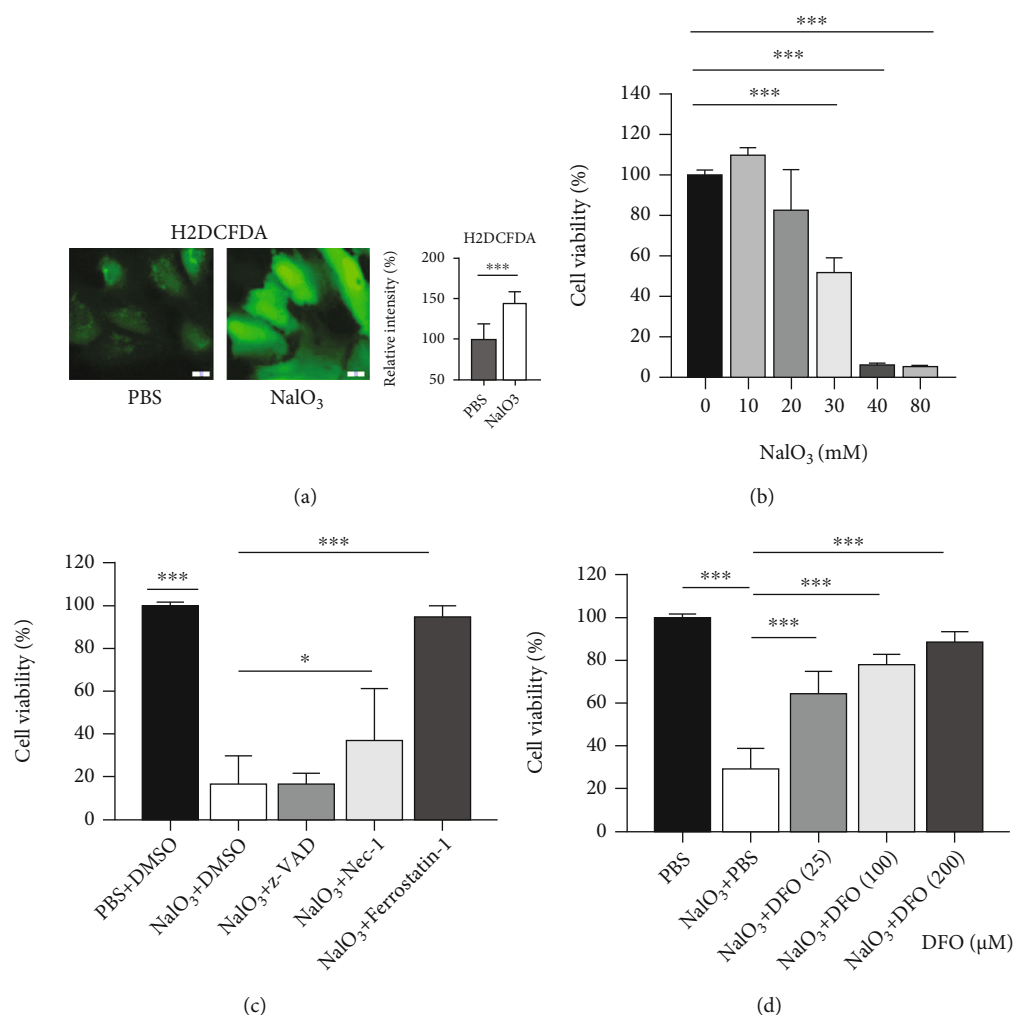 H2DCFDA
PBS
NaIO₃
H2DCFDA
Relative intensity (%)
200
150
100
50
***
PBS
NaIO3
(a)
***
***
***
Cell viability (%)
140
120
100
80
60
40
20
0
0 10 20 30 40 80
NaIO₃ (mM)
(b)
Cell viability (%)
120
100
80
60
40
20
0
***
***
*
PBS+DMSO
NaIO₃+DMSO
NaIO₃+z-VAD
NaIO₃+Nec-1
NaIO₃+Ferrostatin-1
(c)
Cell viability (%)
120
100
80
60
40
20
0
***
***
***
***
PBS
NaIO₃+PBS
NaIO₃+DFO (25)
NaIO₃+DFO (100)
NaIO₃+DFO (200)
DFO (μM)
(d)